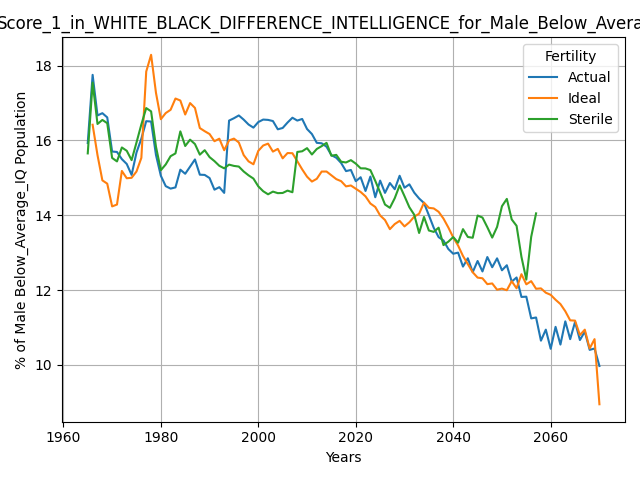 Score_1_in_WHITE_BLACK_DIFFERENCE_INTELLIGENCE_for_Male_Below_Avera
% of Male Below_Average_IQ Population
18
16
14
12
10
Fertility
Actual
Ideal
Sterile
1960
1980
2000
2020
2040
2060
Years